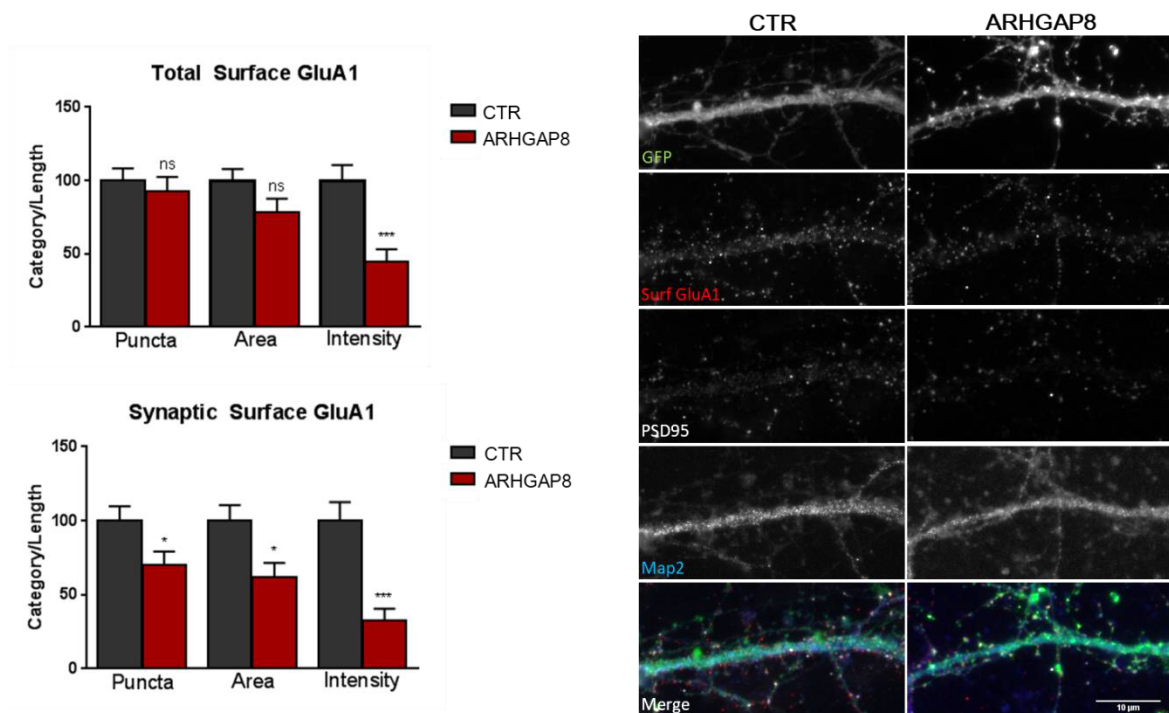 Total Surface GluA1
150
100
50
0
Category/Length
ns
ns
***
Puncta
Area
Intensity
CTR
ARHGAP8
Synaptic Surface GluA1
150
100
50
0
Category/Length
*
*
***
Puncta
Area
Intensity
CTR
ARHGAP8
CTR
ARHGAP8
GFP
Surf GluA1.
PSD95
Map2
Merge
10 µm